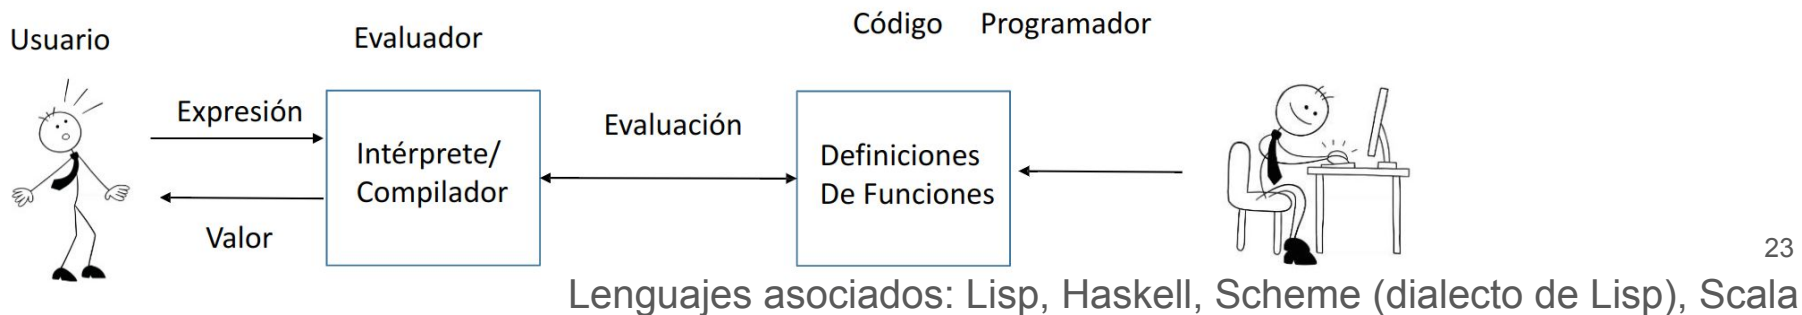 Usuario
Evaluador
Código Programador
Expresión
Intérprete/
Compilador
Valor
Evaluación
Definiciones
De Funciones
23
Lenguajes asociados: Lisp, Haskell, Scheme (dialecto de Lisp), Scala